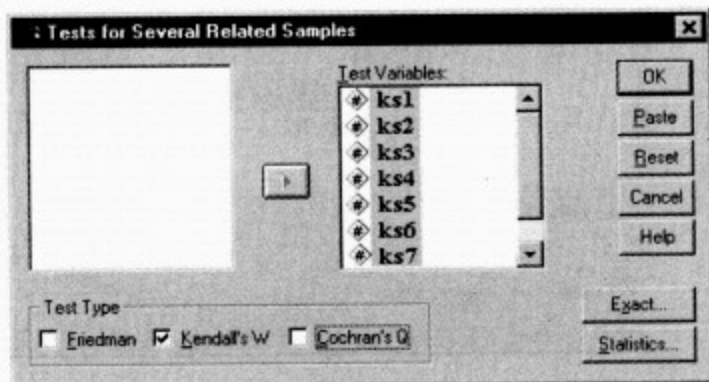 Tests for Several Related Samples
Test Variables:
ks1
ks2
ks3
ks4
ks5
ks6
ks7
OK
Paste
Reset
Cancel
Help
Test Type
Friedman
Kendall's W
Cochran's Q
Exact...
Statistics...